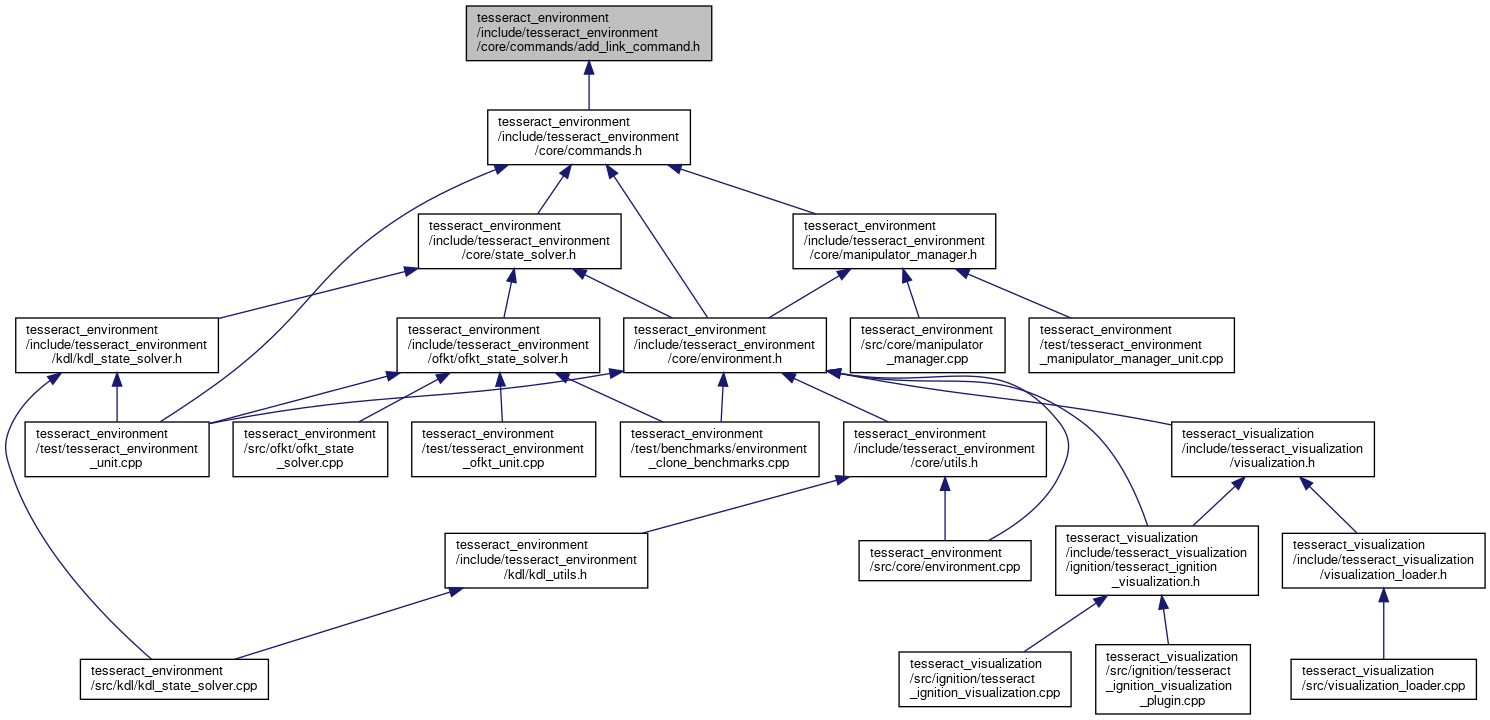 tesseract_environment
/include/tesseract_environment
/core/commands/add_link_command.h
tesseract_environment
/include/tesseract_environment
/core/commands.h
tesseract_environment
/include/tesseract_environment
/core/state_solver.h
tesseract_environment
/include/tesseract_environment
/core/manipulator_manager.h
tesseract_environment
/include/tesseract_environment
/kdl/kdl_state_solver.h
tesseract_environment
/include/tesseract_environment
/ofkt/ofkt_state_solver.h
tesseract_environment
/include/tesseract_environment
/core/environment.h
tesseract_environment
/src/core/manipulator
_manager.cpp
tesseract_environment
/test/tesseract_environment
_manipulator_manager_unit.cpp
tesseract_environment
/test/tesseract_environment
_unit.cpp
tesseract_environment
/src/ofkt/ofkt_state
_solver.cpp
tesseract_environment
/test/tesseract_environment
_ofkt_unit.cpp
tesseract_environment
/test/benchmarks/environment
_clone_benchmarks.cpp
tesseract_environment
/include/tesseract_environment
/core/utils.h
tesseract_visualization
/include/tesseract_visualization
/visualization.h
tesseract_environment
/include/tesseract_environment
/kdl/kdl_utils.h
tesseract_environment
/src/core/environment.cpp
tesseract_visualization
/include/tesseract_visualization
/ignition/tesseract_ignition
_visualization.h
tesseract_visualization
/include/tesseract_visualization
/visualization_loader.h
tesseract_environment
/src/kdl/kdl_state_solver.cpp
tesseract_visualization
/src/ignition/tesseract
_ignition_visualization.cpp
tesseract_visualization
/src/ignition/tesseract
_ignition_visualization
_plugin.cpp
tesseract_visualization
/src/visualization_loader.cpp